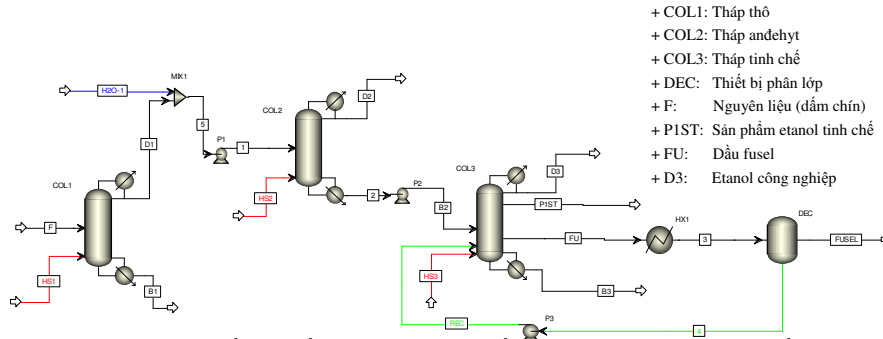 + COL1: Tháp thô
+ COL2: Tháp anđehyt
+ COL3: Tháp tinh chế
+ DEC: Thiết bị phân lớp
+ F: Nguyên liệu (dấm chín)
+ P1ST: Sản phẩm etanol tinh chế
+ FU: Dầu fusel
+ D3: Etanol công nghiệp
H2O-1
MIX1
D1
5
P1
1
COL2
D2
HS2
2
P2
B2
COL1
F
HS1
B1
COL3
D3
P1ST
FU
HS3
B3
HX1
3
DEC
FUSEL
REC
P3
4